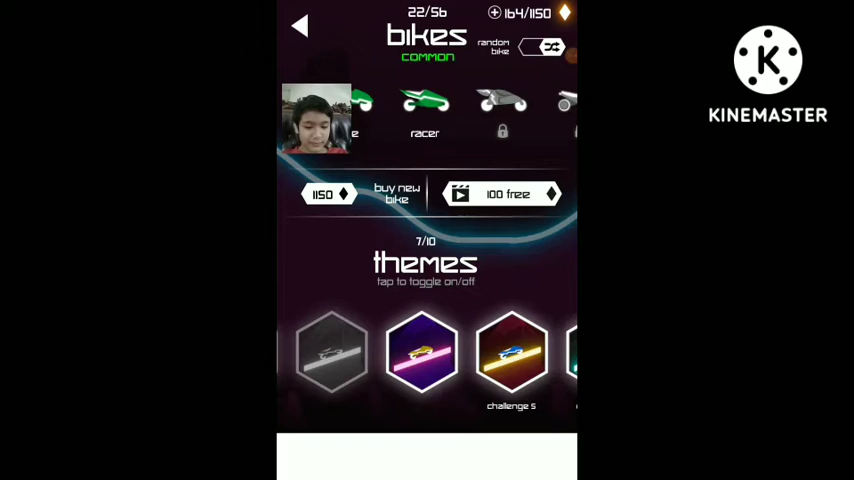 22/56
164/1150
bikes
COMMON
random
bike
e
racer
1150
buy new
bike
100 free
7/10
themes
tap to toggle on/off
challenge 5
K
KINEMASTER